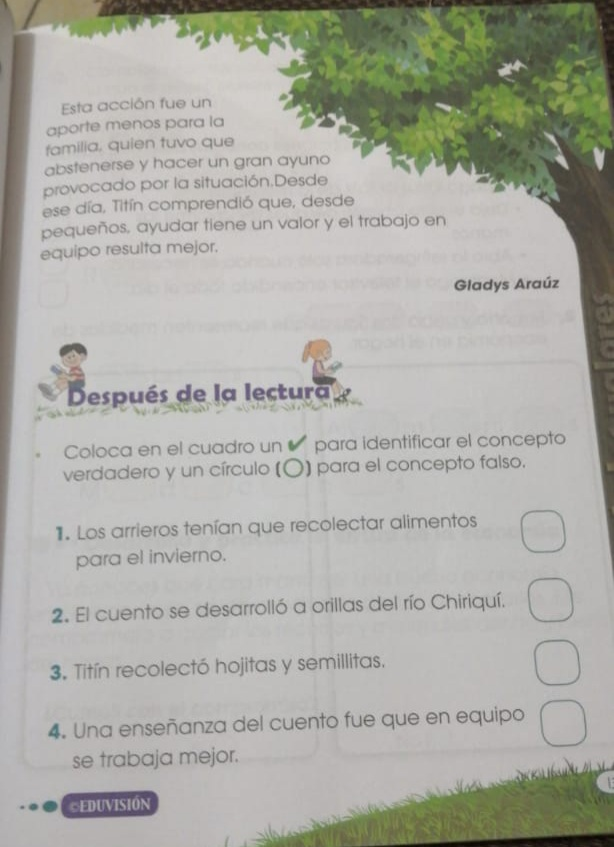 Esta acción fue un
aporte menos para la
familia, quien tuvo que
abstenerse y hacer un gran ayuno
provocado por la situación.Desde
ese día, Titín comprendió que, desde
pequeños, ayudar tiene un valor y el trabajo en
equipo resulta mejor.
Gladys Araúz
Después de la lectura
Coloca en el cuadro un ✔ para identificar el concepto
verdadero y un círculo (○) para el concepto falso.
1. Los arrieros tenían que recolectar alimentos
para el invierno.
2. El cuento se desarrolló a orillas del río Chiriquí.
3. Titín recolectó hojitas y semillitas.
4. Una enseñanza del cuento fue que en equipo
se trabaja mejor.
©EDUVISIÓN